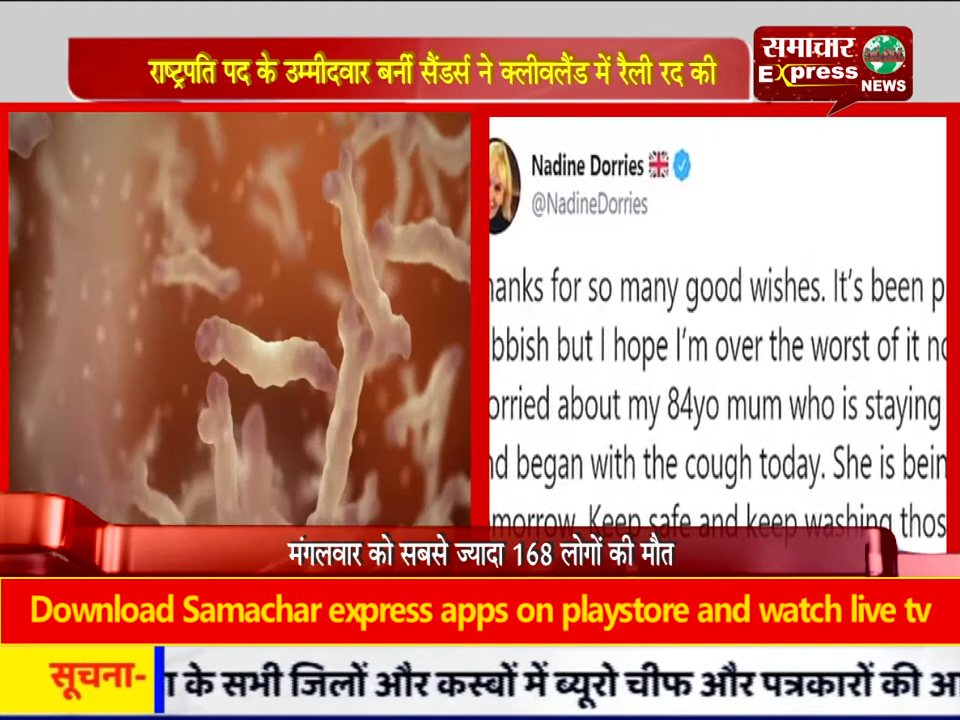 राष्ट्रपति पद के उम्मीदवार बर्नी सैंडर्स ने क्लीवलैंड में रैली रद की
समाचार
Express
NEWS
Nadine Dorries
@NadineDorries
hanks for so many good wishes. It's been p
bbish but I hope I'm over the worst of it no
orried about my 84yo mum who is staying
nd began with the cough today. She is bein
morrow. Keep safe and keep washing thos
मंगलवार को सबसे ज्यादा 168 लोगों की मौत
Download Samachar express apps on playstore and watch live tv
सूचना-
के सभी जिलों और कस्बों में ब्यूरो चीफ और पत्रकारों की